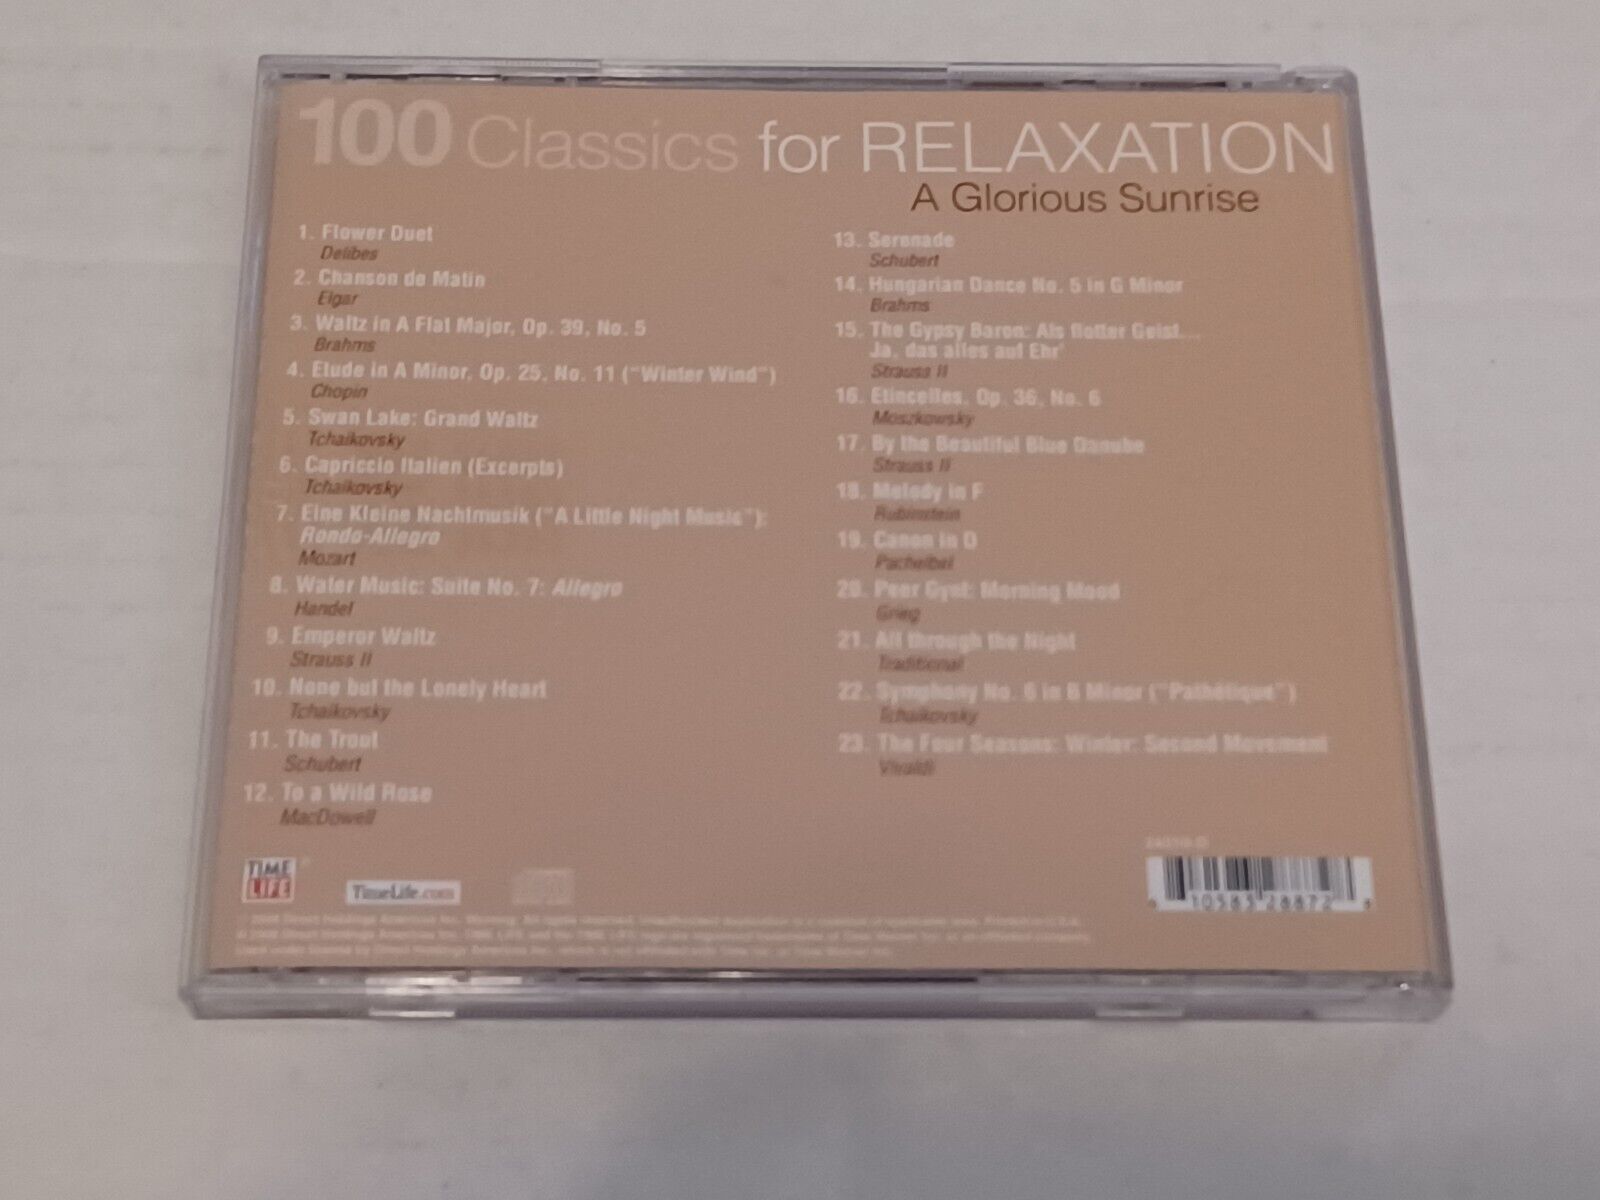 100 Classics for RELAXATION
A Glorious Sunrise
1. Flower Duet
Delibes
2. Chanson de Matin
Elgar
3. Waltz in A Flat Major, Op. 39, No. 5
Brahms
4. Etude in A Minor, Op. 25, No. 11 ("Winter Wind")
Chopin
5. Swan Lake: Grand Waltz
Tchaikovsky
6. Capriccio Italien (Excerpts)
Tchaikovsky
7. Eine Kleine Nachtmusik ("A Little Night Music"):
Rondo-Allegro
Mozart
8. Water Music: Suite No. 7: Allegro
Handel
9. Emperor Waltz
Strauss II
10. None but the Lonely Heart
Tchaikovsky
11. The Trout
Schubert
12. To a Wild Rose
MacDowell
13. Serenade
Schubert
14. Hungarian Dance No. 5 in G Minor
Brahms
15. The Gypsy Baron: Als flotter Geist...
Ja, das alles auf Ehr'
Strauss II
16. Etincelles, Op. 36, No. 6
Moszkowsky
17. By the Beautiful Blue Danube
Strauss II
18. Melody in F
Rubinstein
19. Canon in D
Pachelbel
20. Peer Gynt: Morning Mood
Grieg
21. All through the Night
Traditional
22. Symphony No. 6 in B Minor ("Pathétique")
Tchaikovsky
23. The Four Seasons: Winter: Second Movement
Vivaldi
TIME
LIFE
TimeLife.com
10583 28872